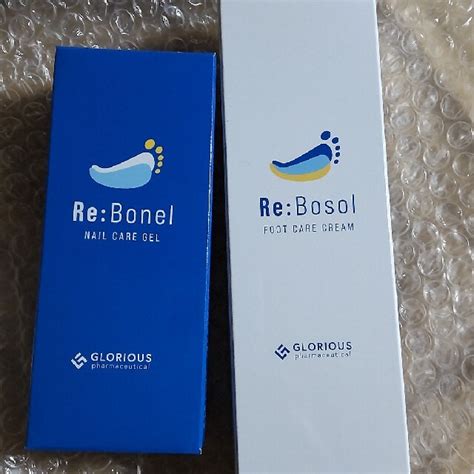 Re:Bonel
NAIL CARE GEL
GLORIOUS
pharmaceutical
Re:Bosol
FOOT CARE CREAM
GLORIOUS
pharmaceutical